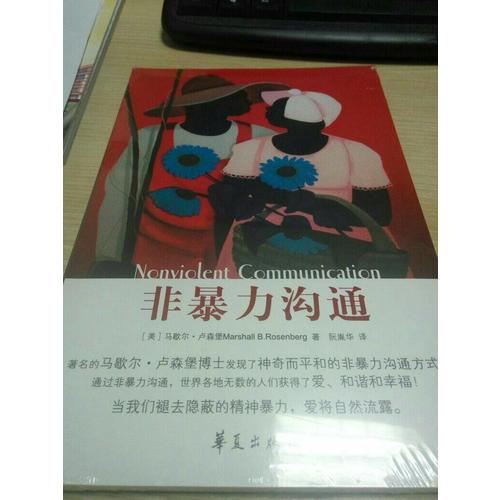 Nonviolent Communication
非暴力沟通
[美] 马歇尔·卢森堡Marshall B.Rosenberg 著 阮胤华 译
著名的马歇尔·卢森堡博士发现了神奇而平和的非暴力沟通方式
通过非暴力沟通，世界各地无数的人们获得了爱、和谐和幸福！
当我们褪去隐蔽的精神暴力，爱将自然流露。
华夏出版